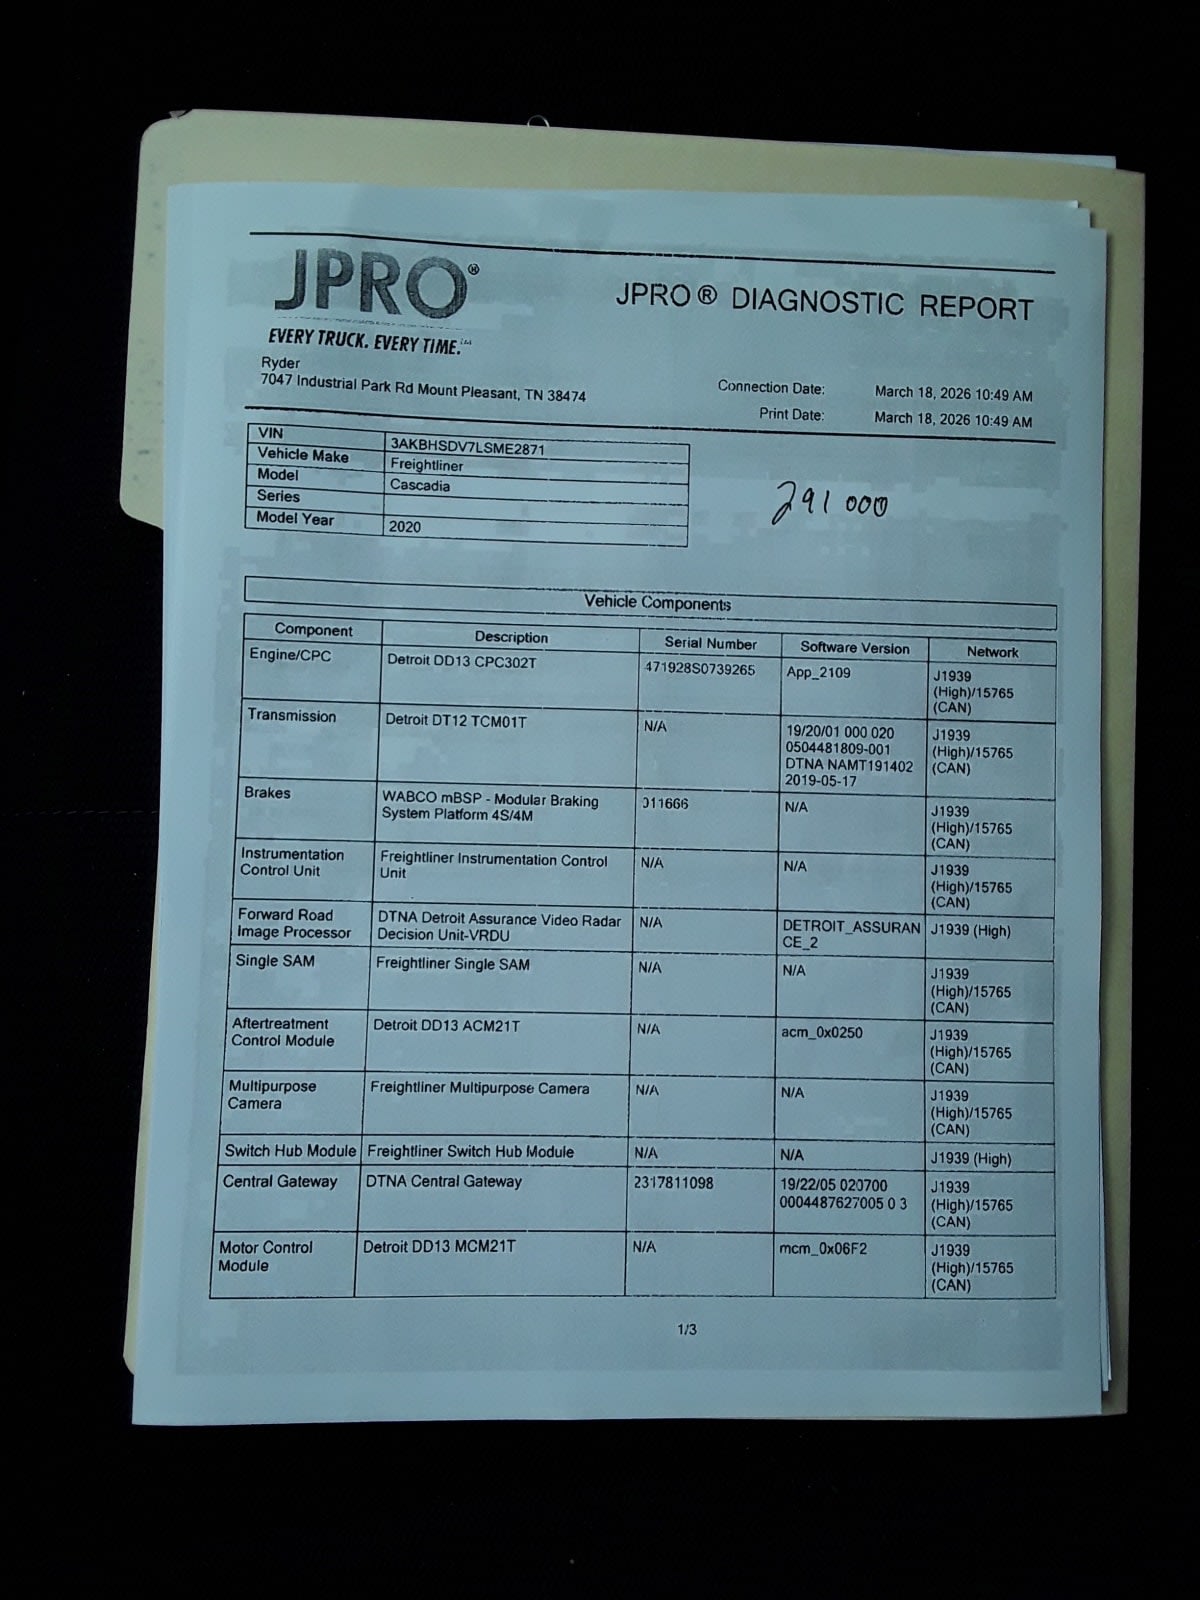 JPRO®
JPRO® DIAGNOSTIC REPORT
EVERY TRUCK. EVERY TIME.
Ryder
7047 Industrial Park Rd Mount Pleasant, TN 38474
Connection Date: March 18, 2026 10:49 AM
Print Date: March 18, 2026 10:49 AM
VIN 3AKBHSDV7LSME2871
Vehicle Make Freightliner
Model Cascadia
Series
Model Year 2020
291 000
Vehicle Components
Component Description Serial Number Software Version Network
Engine/CPC Detroit DD13 CPC302T 471928S0739265 App_2109 J1939
(High)/15765
(CAN)
Transmission Detroit DT12 TCM01T N/A 19/20/01 000 020 J1939
0504481809-001 (High)/15765
DTNA NAMT191402 (CAN)
2019-05-17
Brakes WABCO mBSP - Modular Braking 011666 N/A J1939
System Platform 4S/4M (High)/15765
(CAN)
Instrumentation Freightliner Instrumentation Control N/A N/A J1939
Control Unit Unit (High)/15765
(CAN)
Forward Road DTNA Detroit Assurance Video Radar N/A DETROIT_ASSURAN J1939 (High)
Image Processor Decision Unit-VRDU CE_2
Single SAM Freightliner Single SAM N/A N/A J1939
(High)/15765
(CAN)
Aftertreatment Detroit DD13 ACM21T N/A acm_0x0250 J1939
Control Module (High)/15765
(CAN)
Multipurpose Freightliner Multipurpose Camera N/A N/A J1939
Camera (High)/15765
(CAN)
Switch Hub Module Freightliner Switch Hub Module N/A N/A J1939 (High)
Central Gateway DTNA Central Gateway 2317811098 19/22/05 020700 J1939
0004487627005 0 3 (High)/15765
(CAN)
Motor Control Detroit DD13 MCM21T N/A mcm_0x06F2 J1939
Module (High)/15765
(CAN)
1/3